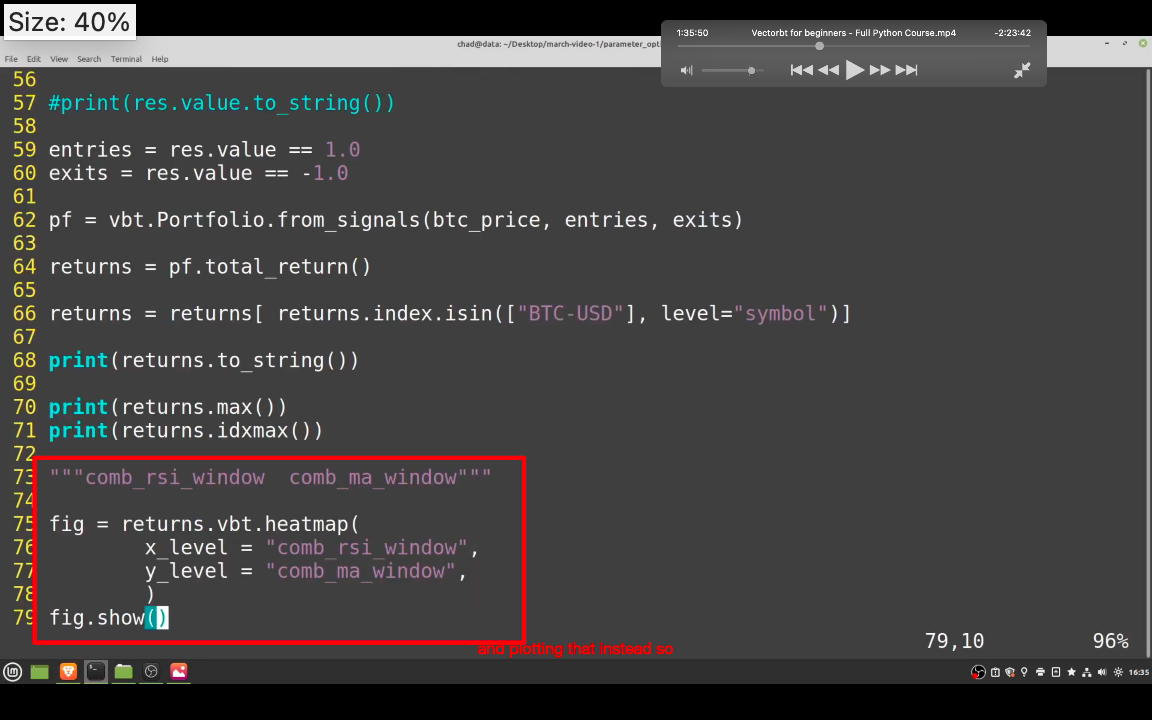 Size: 40%
1:35:50 Vectorbt for beginners - Full Python Course.mp4 -2:23:42
chad@data: ~/Desktop/march-video-1/parameter_opti
File Edit View Search Terminal Help
56
57 #print(res.value.to_string())
58
59 entries = res.value == 1.0
60 exits = res.value == -1.0
61
62 pf = vbt.Portfolio.from_signals(btc_price, entries, exits)
63
64 returns = pf.total_return()
65
66 returns = returns[ returns.index.isin(["BTC-USD"], level="symbol")]
67
68 print(returns.to_string())
69
70 print(returns.max())
71 print(returns.idxmax())
72
73 """comb_rsi_window  comb_ma_window"""
74
75 fig = returns.vbt.heatmap(
76         x_level = "comb_rsi_window",
77         y_level = "comb_ma_window",
78         )
79 fig.show()
and plotting that instead so
79,10 96%
16:35